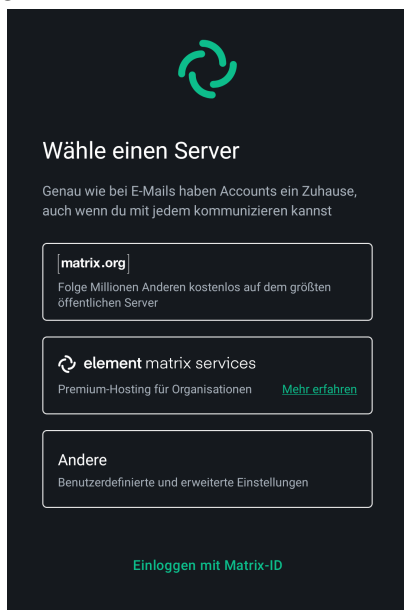 Wähle einen Server
Genau wie bei E-Mails haben Accounts ein Zuhause,
auch wenn du mit jedem kommunizieren kannst
[matrix.org]
Folge Millionen Anderen kostenlos auf dem größten
öffentlichen Server
element matrix services
Premium-Hosting für Organisationen Mehr erfahren
Andere
Benutzerdefinierte und erweiterte Einstellungen
Einloggen mit Matrix-ID